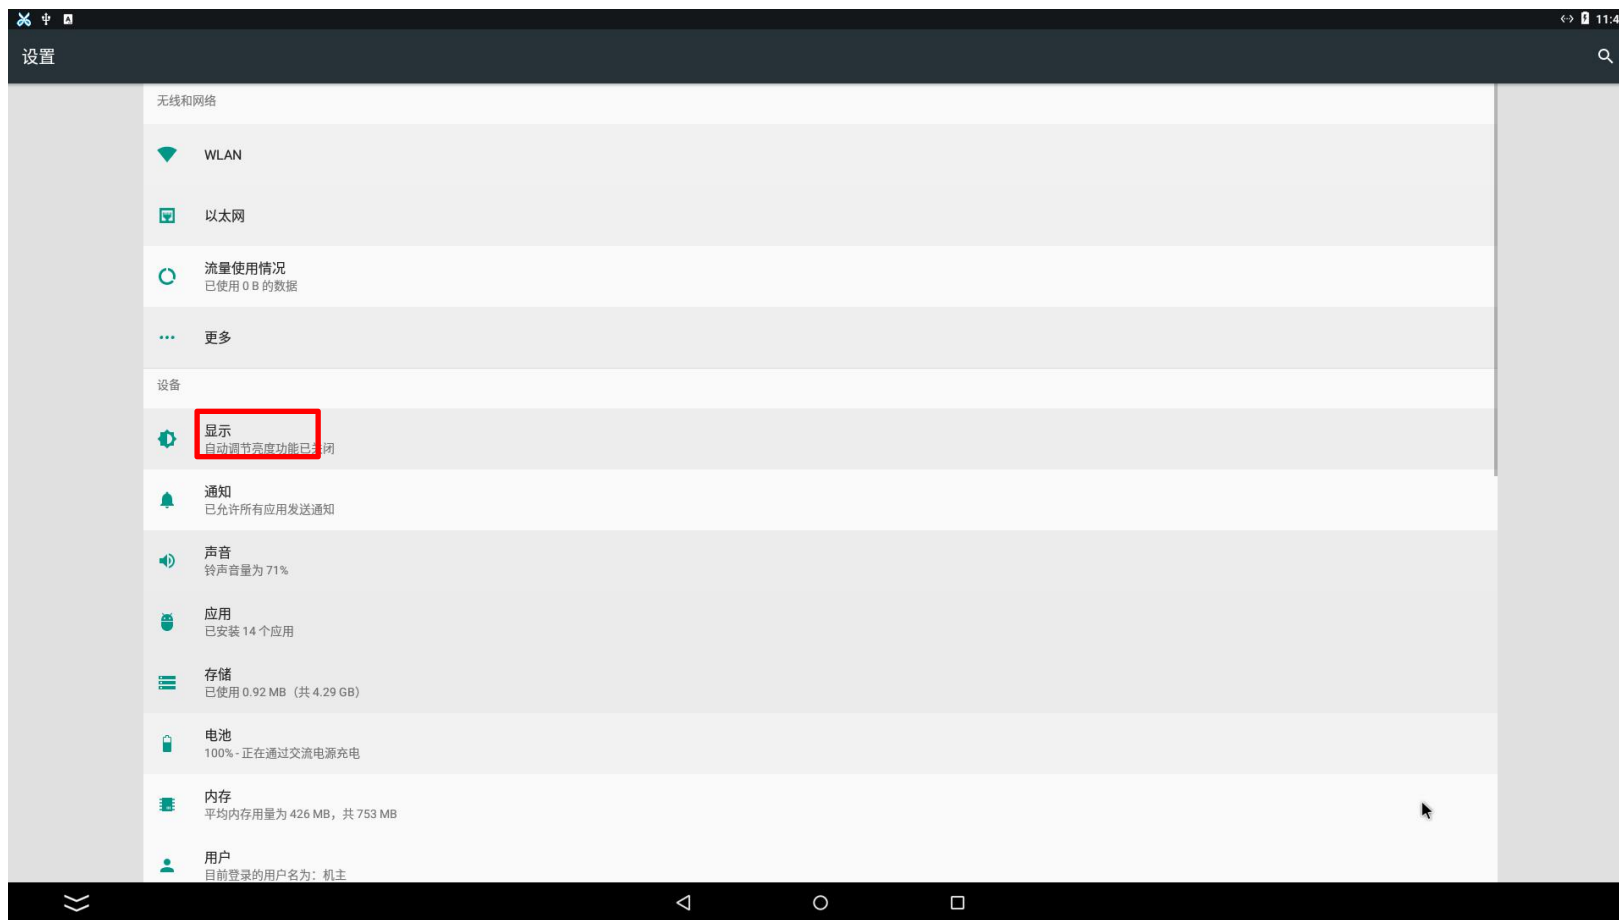 11:4
设置
无线和网络
WLAN
以太网
流量使用情况
已使用 0 B 的数据
更多
设备
显示
自动调节亮度功能已关闭
通知
已允许所有应用发送通知
声音
铃声音量为 71%
应用
已安装 14 个应用
存储
已使用 0.92 MB（共 4.29 GB）
电池
100% - 正在通过交流电源充电
内存
平均内存用量为 426 MB，共 753 MB
用户
目前登录的用户名为：机主